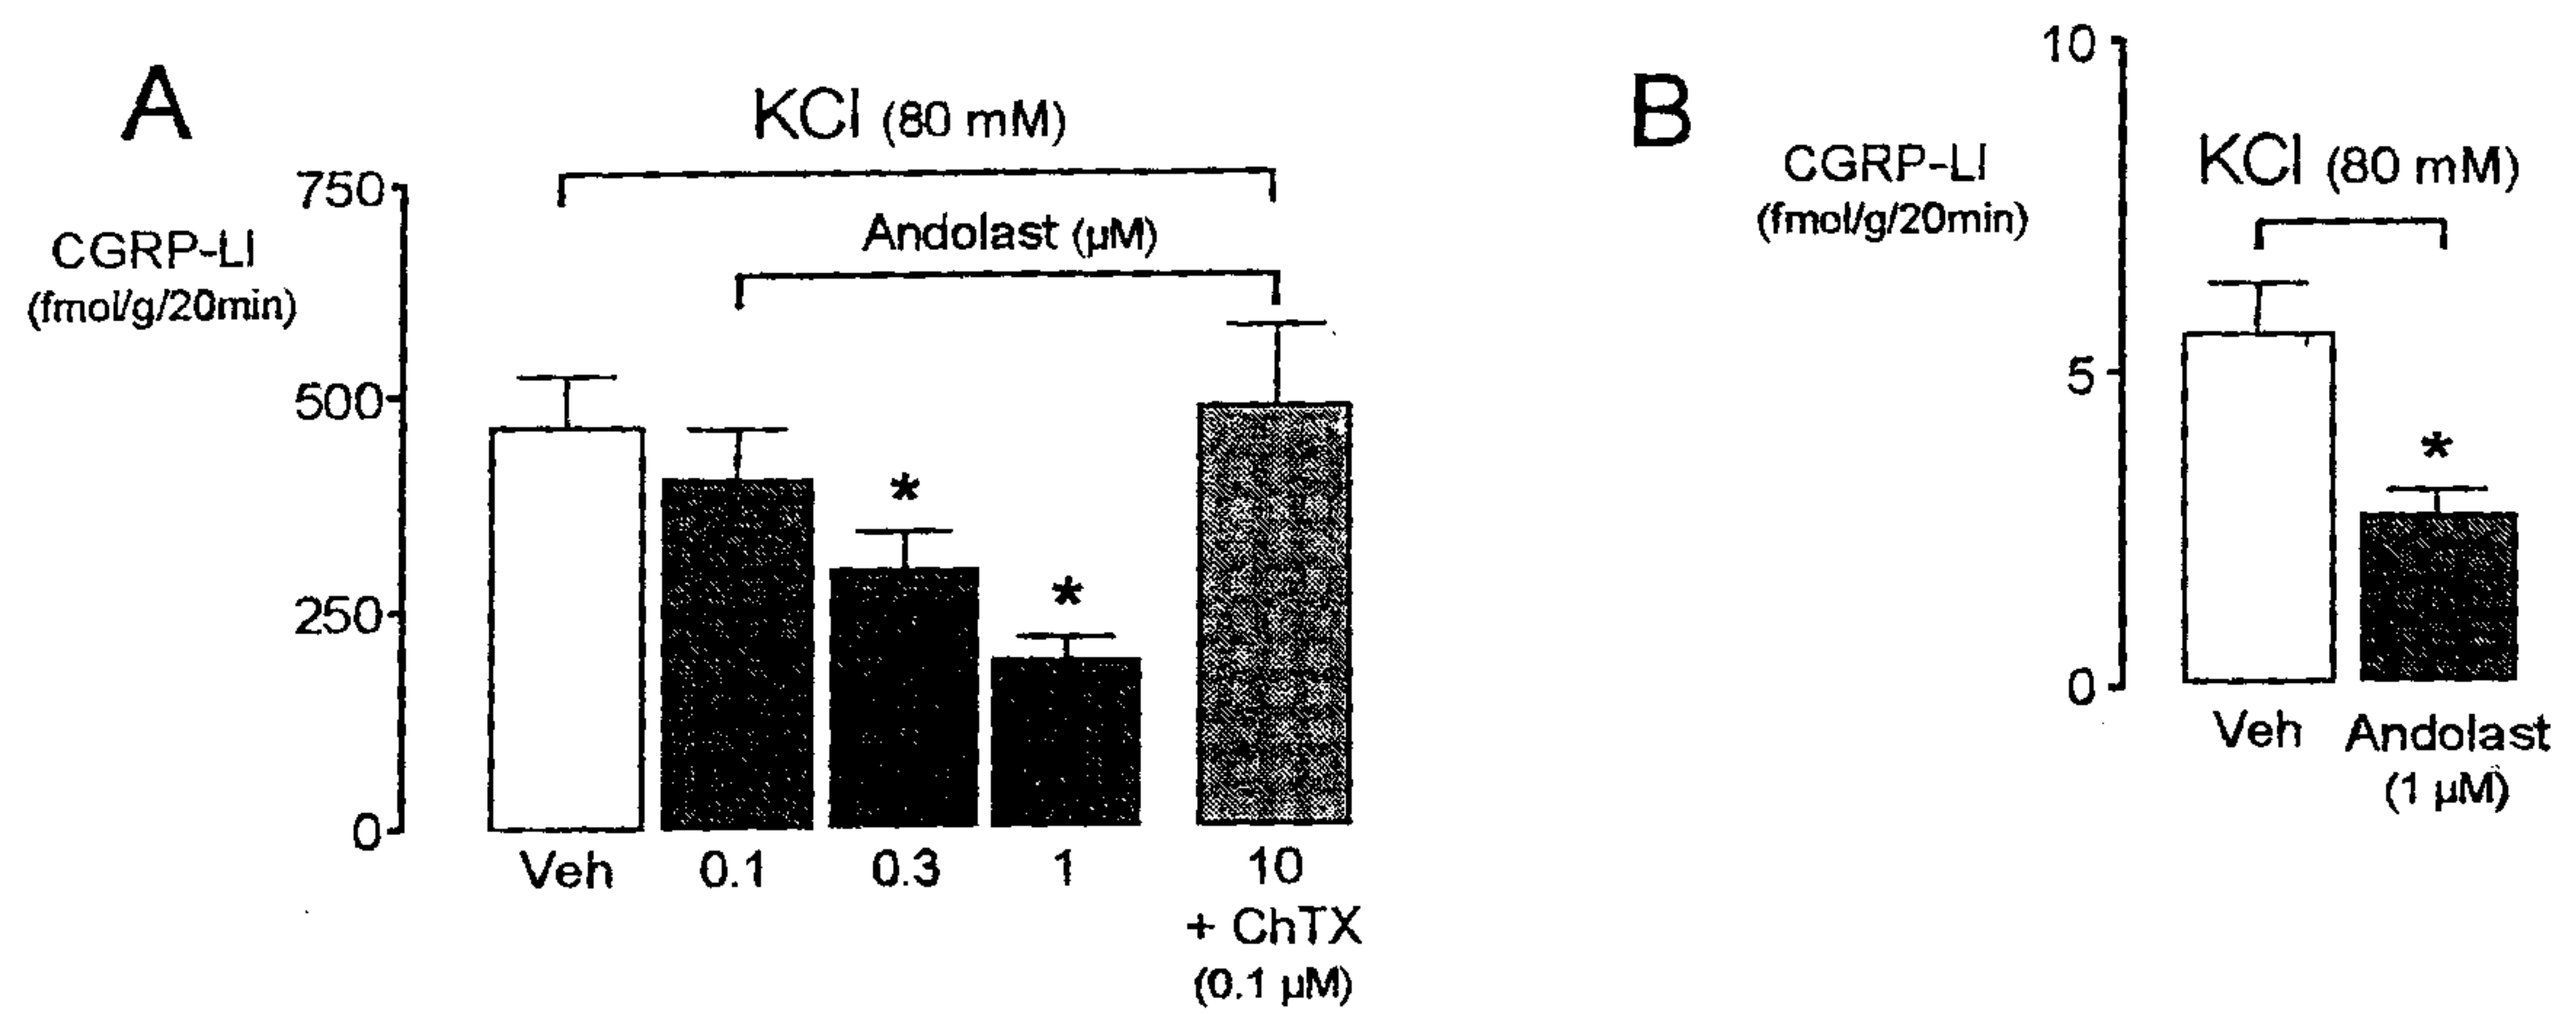 A
KCl (80 mM)
750
CGRP-LI
(fmol/g/20min)
Andolast (µM)
500
*
250
*
0
Veh 0.1 0.3 1 10
+ ChTX
(0.1 µM)
B
10
CGRP-LI
(fmol/g/20min)
KCl (80 mM)
5
*
0
Veh Andolast
(1 µM)